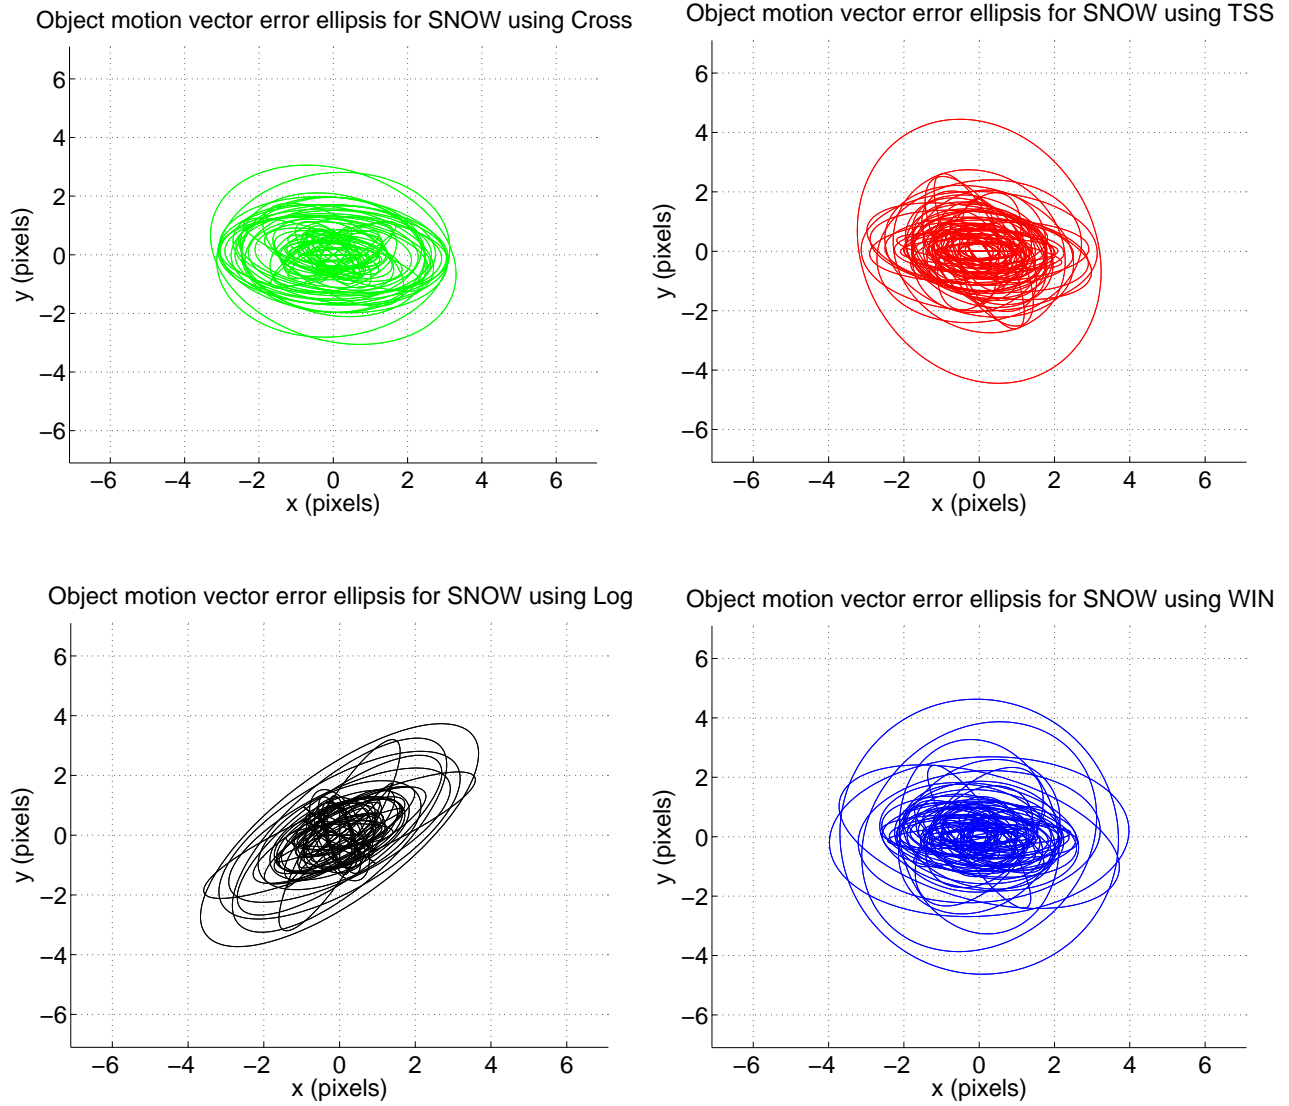 Object motion vector error ellipsis for SNOW using Cross
6
4
2
0
−2
−4
−6
y (pixels)
−6 −4 −2 0 2 4 6
x (pixels)
Object motion vector error ellipsis for SNOW using TSS
6
4
2
0
−2
−4
−6
y (pixels)
−6 −4 −2 0 2 4 6
x (pixels)
Object motion vector error ellipsis for SNOW using Log
6
4
2
0
−2
−4
−6
y (pixels)
−6 −4 −2 0 2 4 6
x (pixels)
Object motion vector error ellipsis for SNOW using WIN
6
4
2
0
−2
−4
−6
y (pixels)
−6 −4 −2 0 2 4 6
x (pixels)